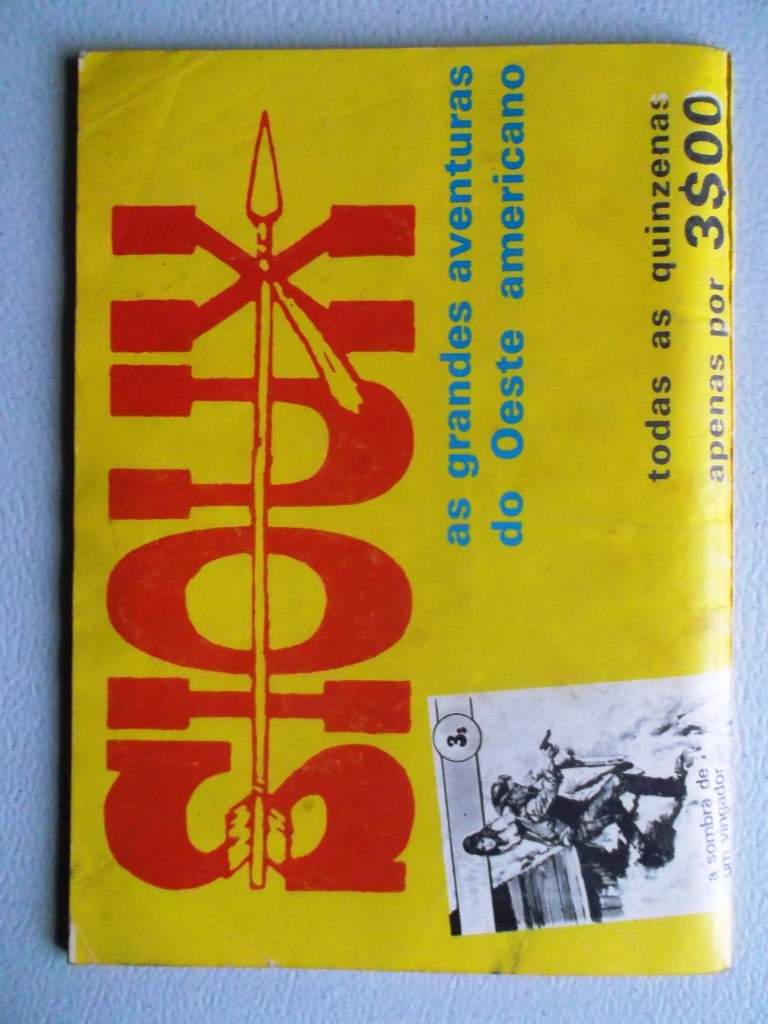 SIOUX
as grandes aventuras
do Oeste americano
todas as quinzenas
apenas por 3$00
3$
a sombra de
um vingador